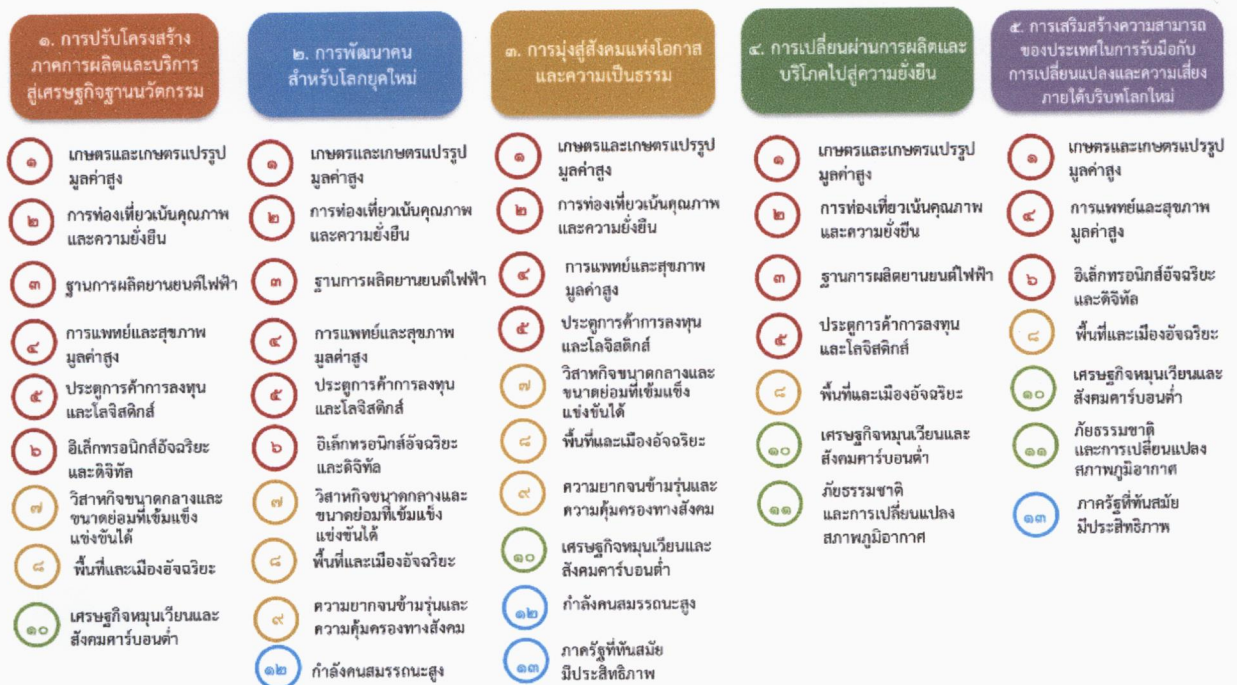 ๑. การปรับโครงสร้าง
ภาคการผลิตและบริการ
สู่เศรษฐกิจฐานนวัตกรรม
๑
เกษตรและเกษตรแปรรูป
มูลค่าสูง
๒
การท่องเที่ยวเน้นคุณภาพ
และความยั่งยืน
๓
ฐานการผลิตยานยนต์ไฟฟ้า
๔
การแพทย์และสุขภาพ
มูลค่าสูง
๕
ประตูการค้าการลงทุน
และโลจิสติกส์
๖
อิเล็กทรอนิกส์อัจฉริยะ
และดิจิทัล
๗
วิสาหกิจขนาดกลางและ
ขนาดย่อมที่เข้มแข็ง
แข่งขันได้
๘
พื้นที่และเมืองอัจฉริยะ
๑๐
เศรษฐกิจหมุนเวียนและ
สังคมคาร์บอนต่ำ
๒. การพัฒนาคน
สำหรับโลกยุคใหม่
๑
เกษตรและเกษตรแปรรูป
มูลค่าสูง
๒
การท่องเที่ยวเน้นคุณภาพ
และความยั่งยืน
๓
ฐานการผลิตยานยนต์ไฟฟ้า
๔
การแพทย์และสุขภาพ
มูลค่าสูง
๕
ประตูการค้าการลงทุน
และโลจิสติกส์
๖
อิเล็กทรอนิกส์อัจฉริยะ
และดิจิทัล
๗
วิสาหกิจขนาดกลางและ
ขนาดย่อมที่เข้มแข็ง
แข่งขันได้
๘
พื้นที่และเมืองอัจฉริยะ
๙
ความยากจนข้ามรุ่นและ
ความคุ้มครองทางสังคม
๑๒
กำลังคนสมรรถนะสูง
๓. การมุ่งสู่สังคมแห่งโอกาส
และความเป็นธรรม
๑
เกษตรและเกษตรแปรรูป
มูลค่าสูง
๒
การท่องเที่ยวเน้นคุณภาพ
และความยั่งยืน
๔
การแพทย์และสุขภาพ
มูลค่าสูง
๕
ประตูการค้าการลงทุน
และโลจิสติกส์
๗
วิสาหกิจขนาดกลางและ
ขนาดย่อมที่เข้มแข็ง
แข่งขันได้
๘
พื้นที่และเมืองอัจฉริยะ
๙
ความยากจนข้ามรุ่นและ
ความคุ้มครองทางสังคม
๑๐
เศรษฐกิจหมุนเวียนและ
สังคมคาร์บอนต่ำ
๑๒
กำลังคนสมรรถนะสูง
๑๓
ภาครัฐที่ทันสมัย
มีประสิทธิภาพ
๔. การเปลี่ยนผ่านการผลิตและ
บริโภคไปสู่ความยั่งยืน
๑
เกษตรและเกษตรแปรรูป
มูลค่าสูง
๒
การท่องเที่ยวเน้นคุณภาพ
และความยั่งยืน
๓
ฐานการผลิตยานยนต์ไฟฟ้า
๕
ประตูการค้าการลงทุน
และโลจิสติกส์
๘
พื้นที่และเมืองอัจฉริยะ
๑๐
เศรษฐกิจหมุนเวียนและ
สังคมคาร์บอนต่ำ
๑๑
ภัยธรรมชาติ
และการเปลี่ยนแปลง
สภาพภูมิอากาศ
๕. การเสริมสร้างความสามารถ
ของประเทศในการรับมือกับ
การเปลี่ยนแปลงและความเสี่ยง
ภายใต้บริบทโลกใหม่
๑
เกษตรและเกษตรแปรรูป
มูลค่าสูง
๔
การแพทย์และสุขภาพ
มูลค่าสูง
๖
อิเล็กทรอนิกส์อัจฉริยะ
และดิจิทัล
๘
พื้นที่และเมืองอัจฉริยะ
๑๐
เศรษฐกิจหมุนเวียนและ
สังคมคาร์บอนต่ำ
๑๑
ภัยธรรมชาติ
และการเปลี่ยนแปลง
สภาพภูมิอากาศ
๑๓
ภาครัฐที่ทันสมัย
มีประสิทธิภาพ